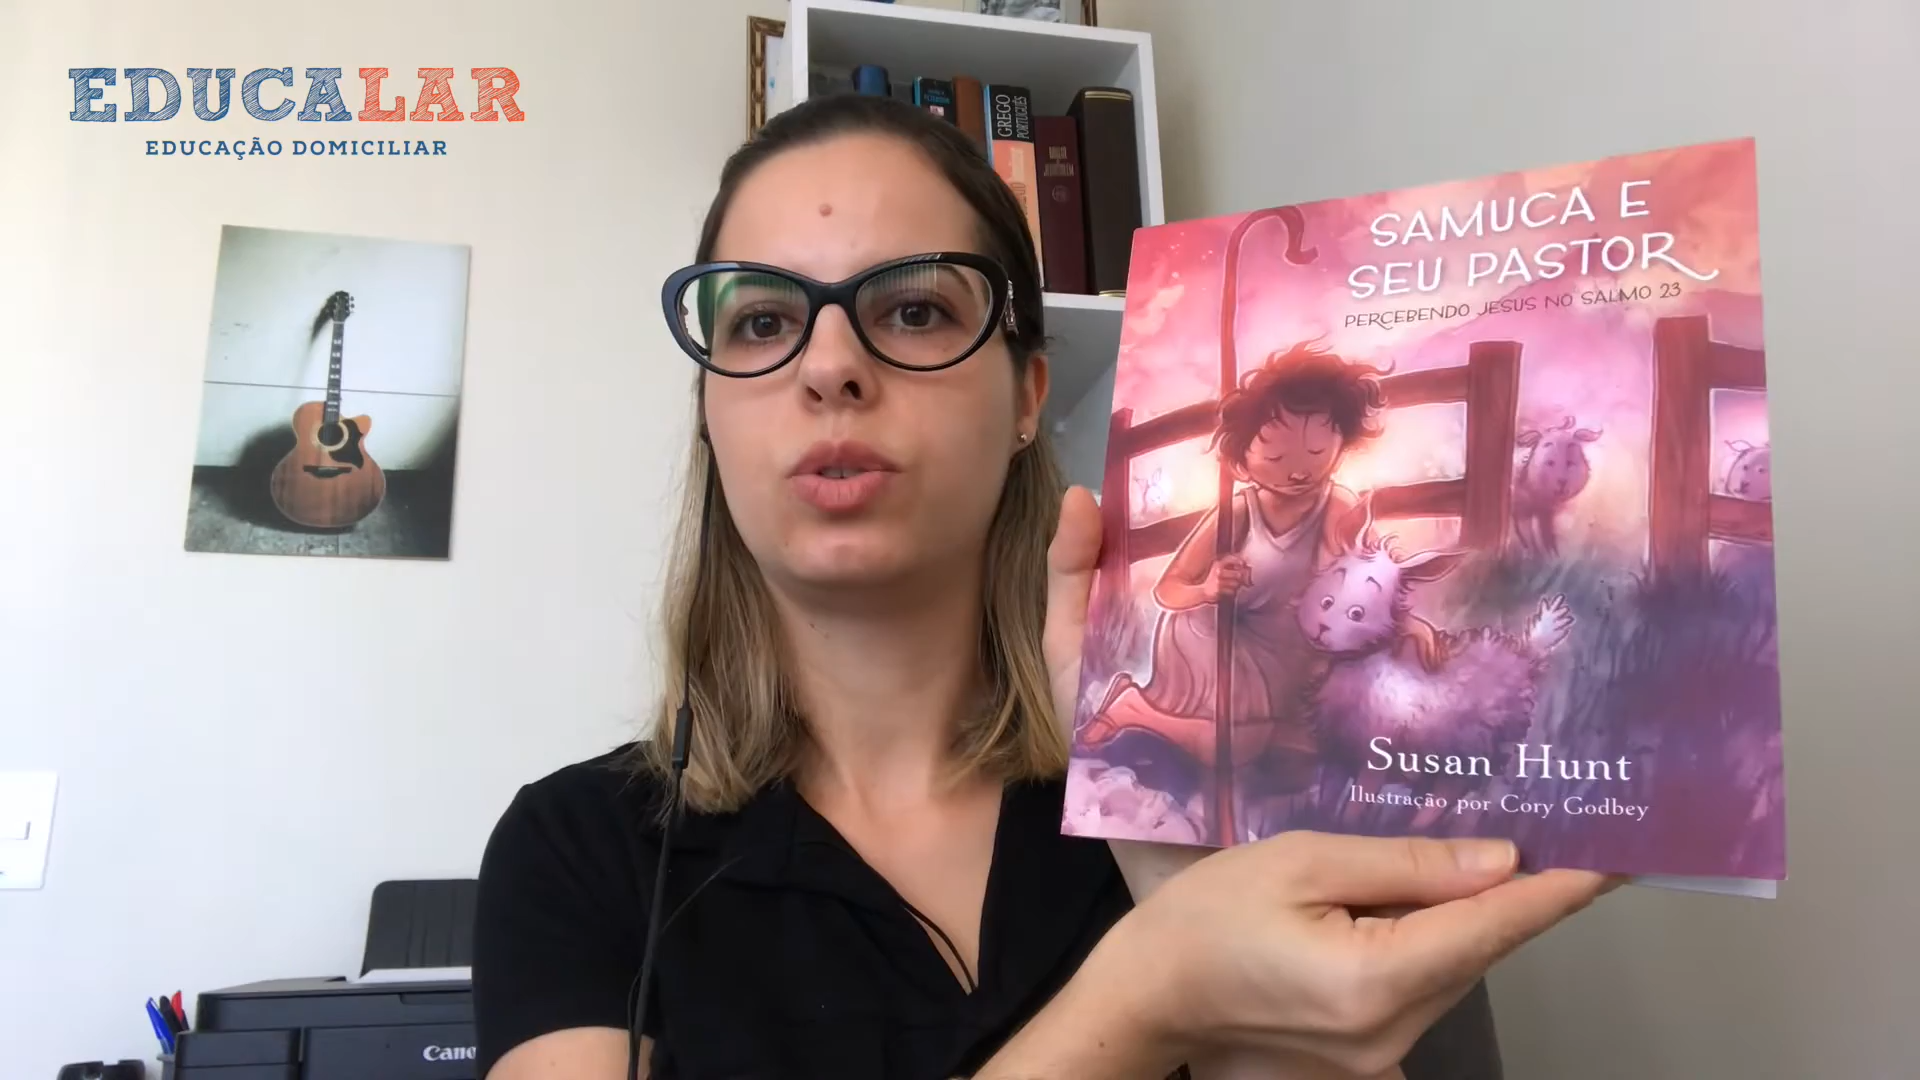 EDUCALAR
EDUCAÇÃO DOMICILIAR
GREGO
PORTUGUÊS
SAMUCA E
SEU PASTOR
PERCEBENDO JESUS NO SALMO 23
Susan Hunt
Ilustração por Cory Godbey
Cano